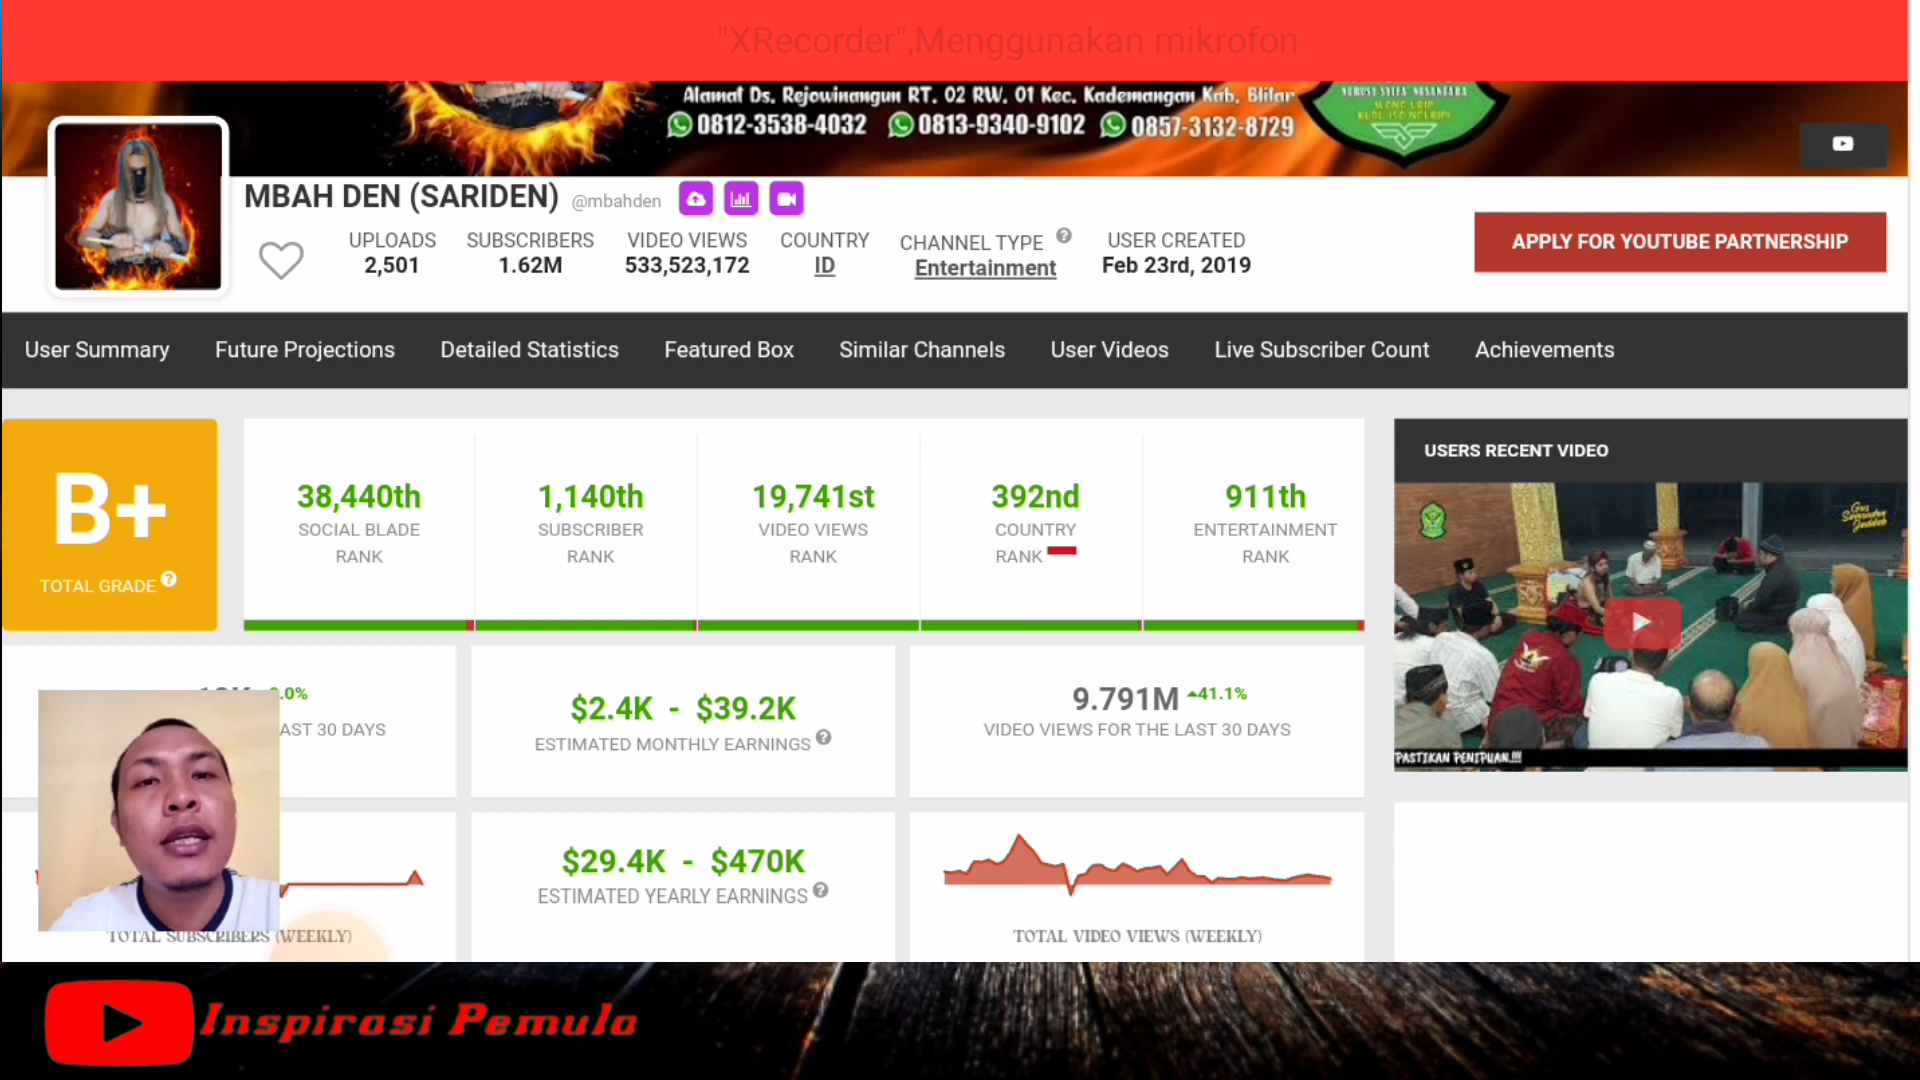 "XRecorder",Menggunakan mikrofon
Alamat Ds. Rejowinangun RT. 02 RW. 01 Kec. Kademangan Kab. Blitar
0812-3538-4032 0813-9340-9102 0857-3132-8729
MBAH DEN (SARIDEN) @mbahden
UPLOADS SUBSCRIBERS VIDEO VIEWS COUNTRY CHANNEL TYPE ? USER CREATED
2,501 1.62M 533,523,172 ID Entertainment Feb 23rd, 2019
APPLY FOR YOUTUBE PARTNERSHIP
User Summary Future Projections Detailed Statistics Featured Box Similar Channels User Videos Live Subscriber Count Achievements
B+
TOTAL GRADE ?
38,440th
SOCIAL BLADE
RANK
1,140th
SUBSCRIBER
RANK
19,741st
VIDEO VIEWS
RANK
392nd
COUNTRY
RANK
911th
ENTERTAINMENT
RANK
USERS RECENT VIDEO
PASTIKAN PENIPUAN.!!!
.0%
AST 30 DAYS
$2.4K - $39.2K
ESTIMATED MONTHLY EARNINGS ?
9.791M 41.1%
VIDEO VIEWS FOR THE LAST 30 DAYS
TOTAL SUBSCRIBERS (WEEKLY)
$29.4K - $470K
ESTIMATED YEARLY EARNINGS ?
TOTAL VIDEO VIEWS (WEEKLY)
Inspirasi Pemula